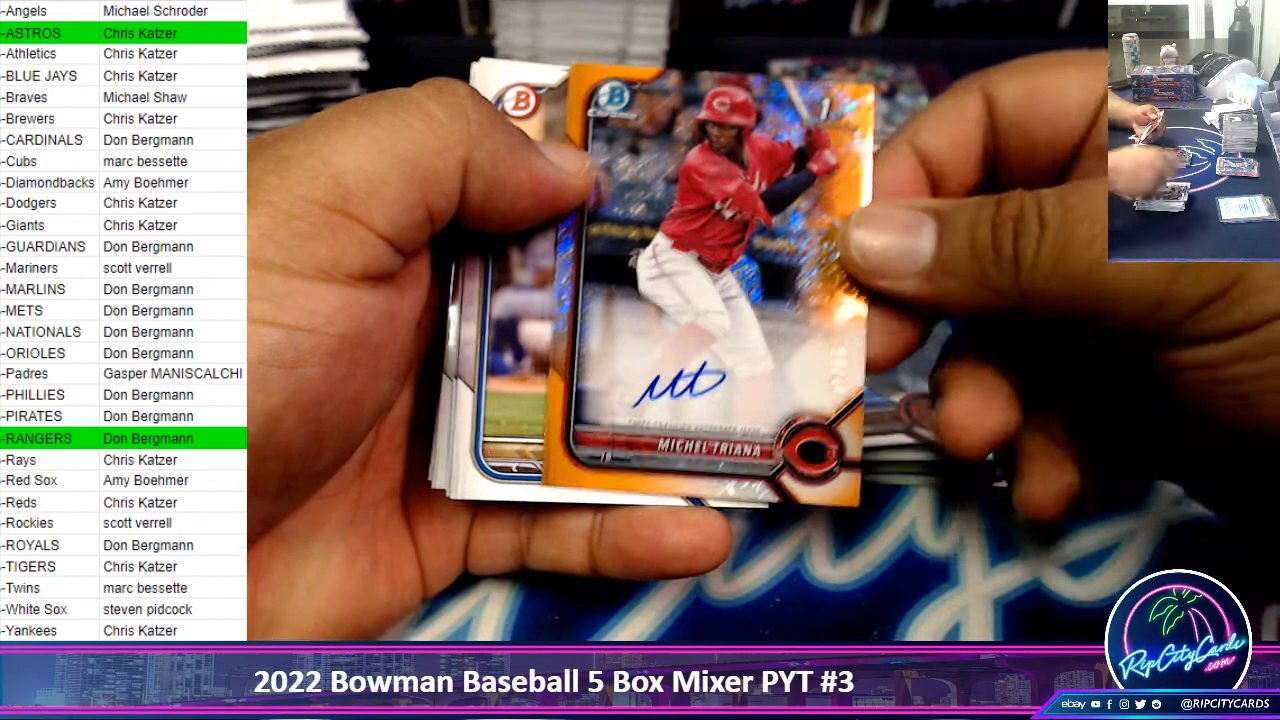 -Angels Michael Schroder
-ASTROS Chris Katzer
-Athletics Chris Katzer
-BLUE JAYS Chris Katzer
-Braves Michael Shaw
-Brewers Chris Katzer
-CARDINALS Don Bergmann
-Cubs marc bessette
-Diamondbacks Amy Boehmer
-Dodgers Chris Katzer
-Giants Chris Katzer
-GUARDIANS Don Bergmann
-Mariners scott verrell
-MARLINS Don Bergmann
-METS Don Bergmann
-NATIONALS Don Bergmann
-ORIOLES Don Bergmann
-Padres Gasper MANISCALCHI
-PHILLIES Don Bergmann
-PIRATES Don Bergmann
-RANGERS Don Bergmann
-Rays Chris Katzer
-Red Sox Amy Boehmer
-Reds Chris Katzer
-Rockies scott verrell
-ROYALS Don Bergmann
-TIGERS Chris Katzer
-Twins marc bessette
-White Sox steven pidcock
-Yankees Chris Katzer
B
B
Chrome
1
C
MICHEL TRIANA
C
2022 Bowman Baseball 5 Box Mixer PYT #3
RipCityCards
.com
ebay @RIPCITYCARDS